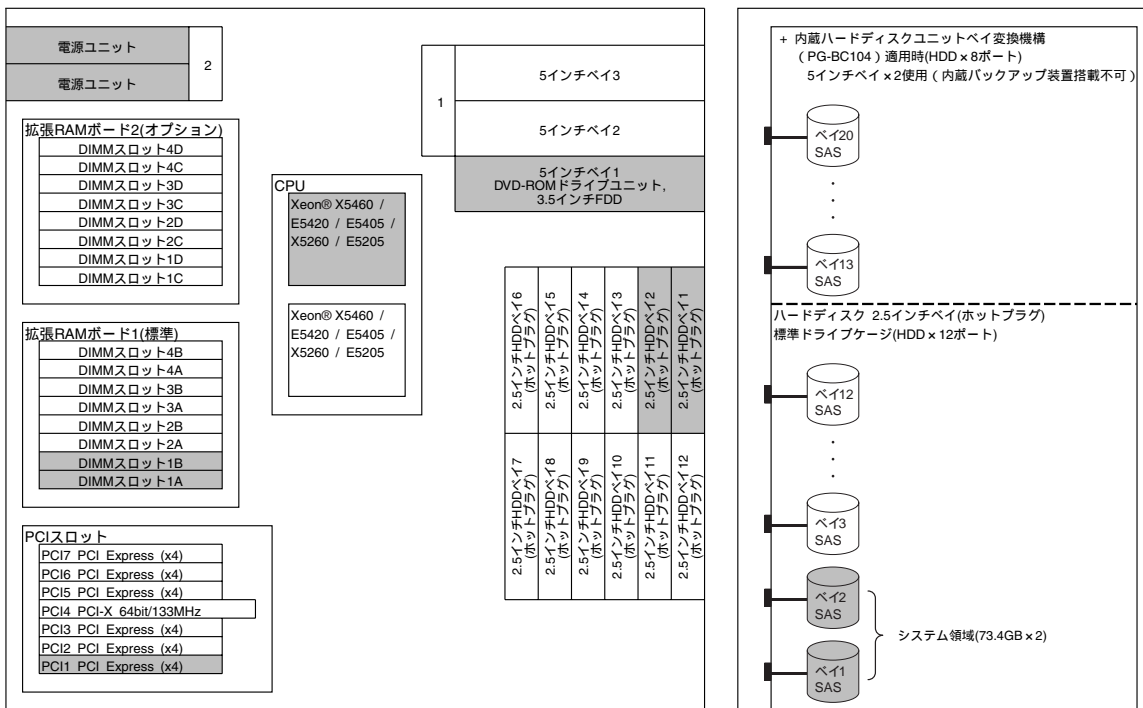 電源ユニット
電源ユニット
2
拡張RAMボード2(オプション)
DIMMスロット4D
DIMMスロット4C
DIMMスロット3D
DIMMスロット3C
DIMMスロット2D
DIMMスロット2C
DIMMスロット1D
DIMMスロット1C
拡張RAMボード1(標準)
DIMMスロット4B
DIMMスロット4A
DIMMスロット3B
DIMMスロット3A
DIMMスロット2B
DIMMスロット2A
DIMMスロット1B
DIMMスロット1A
PCIスロット
PCI7 PCI Express (x4)
PCI6 PCI Express (x4)
PCI5 PCI Express (x4)
PCI4 PCI-X 64bit/133MHz
PCI3 PCI Express (x4)
PCI2 PCI Express (x4)
PCI1 PCI Express (x4)
CPU
Xeon® X5460 /
E5420 / E5405 /
X5260 / E5205
Xeon® X5460 /
E5420 / E5405 /
X5260 / E5205
1
5インチベイ3
5インチベイ2
5インチベイ1
DVD-ROMドライブユニット,
3.5インチFDD
2.5インチHDDベイ6
(ホットプラグ)
2.5インチHDDベイ5
(ホットプラグ)
2.5インチHDDベイ4
(ホットプラグ)
2.5インチHDDベイ3
(ホットプラグ)
2.5インチHDDベイ2
(ホットプラグ)
2.5インチHDDベイ1
(ホットプラグ)
2.5インチHDDベイ7
(ホットプラグ)
2.5インチHDDベイ8
(ホットプラグ)
2.5インチHDDベイ9
(ホットプラグ)
2.5インチHDDベイ10
(ホットプラグ)
2.5インチHDDベイ11
(ホットプラグ)
2.5インチHDDベイ12
(ホットプラグ)
+ 内蔵ハードディスクユニットベイ変換機構
(PG-BC104)適用時(HDD×8ポート)
5インチベイ×2使用(内蔵バックアップ装置搭載不可)
ベイ20
SAS
ベイ13
SAS
ハードディスク 2.5インチベイ(ホットプラグ)
標準ドライブケージ(HDD×12ポート)
ベイ12
SAS
ベイ3
SAS
ベイ2
SAS
システム領域(73.4GB×2)
ベイ1
SAS